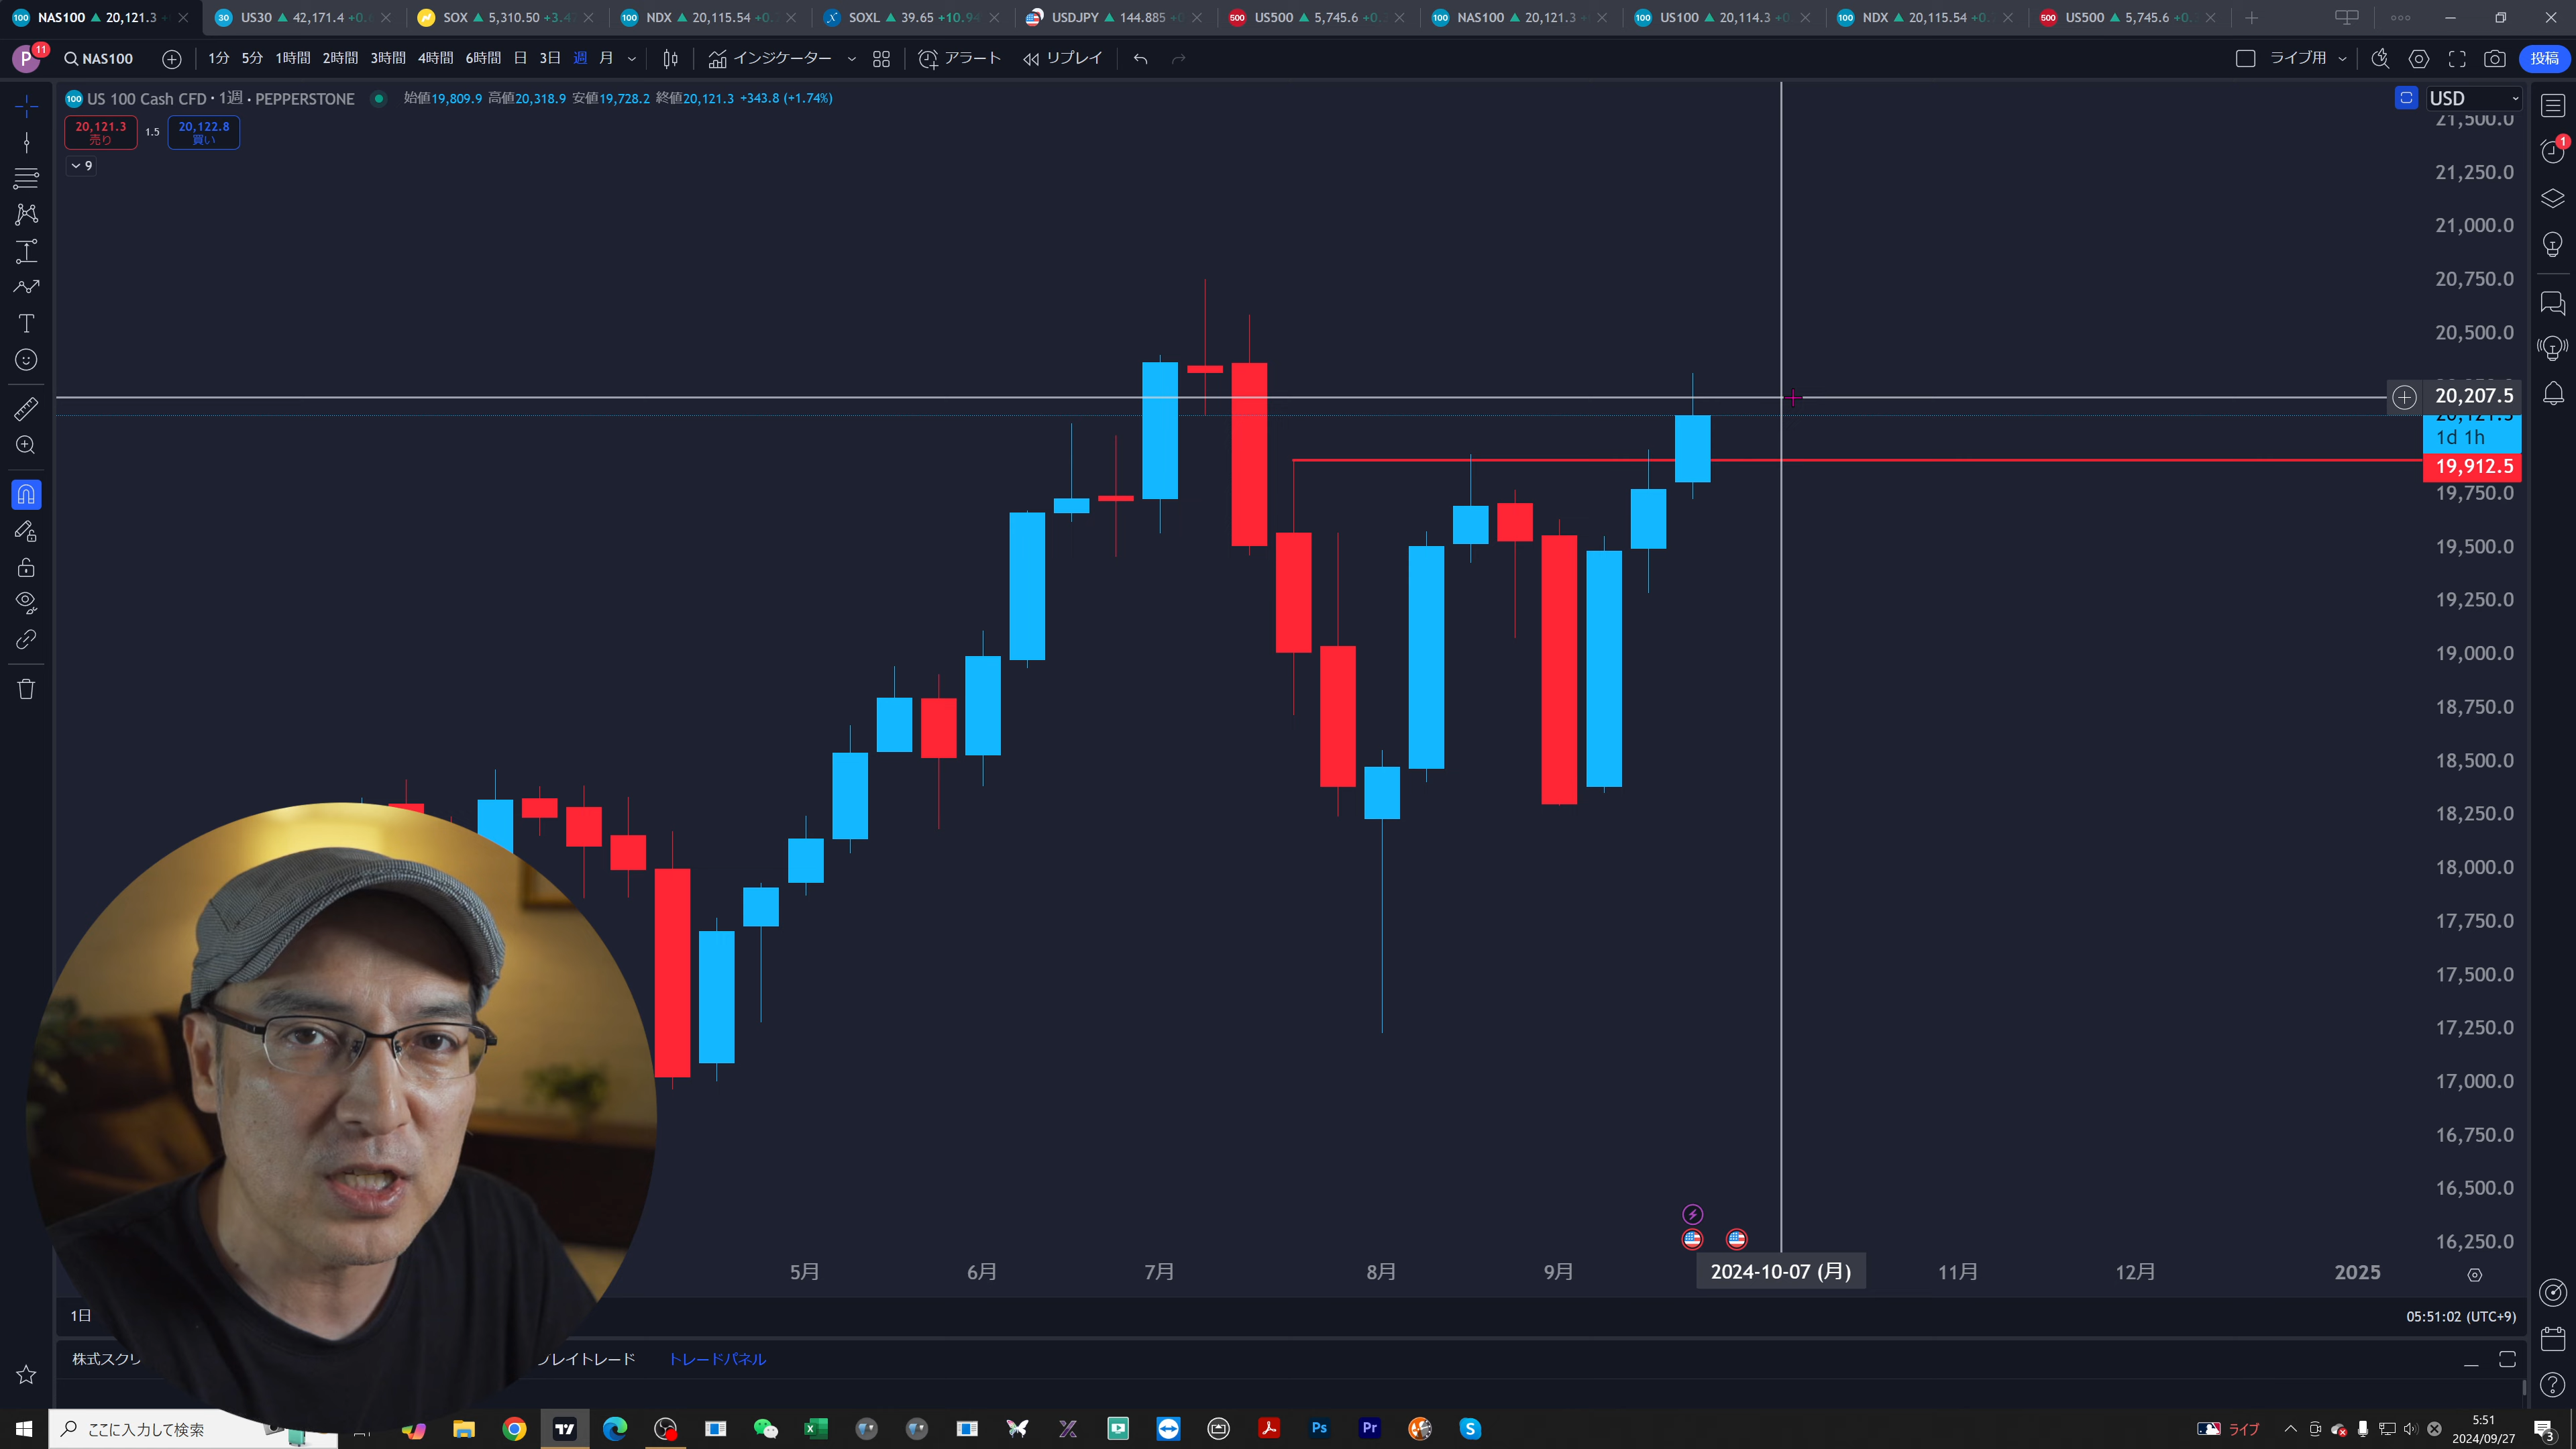 NAS100 ▲ 20,121.3
US30 ▲ 42,171.4
SOX ▲ 5,310.50 +3.4
NDX ▲ 20,115.54 +0.
SOXL ▲ 39.65 +10.9
USDJPY ▲ 144.885
US500 ▲ 5,745.6
NAS100 ▲ 20,121.3
US100 ▲ 20,114.3
NDX ▲ 20,115.54 +0.
US500 ▲ 5,745.6
P 11 NAS100 1分 5分 1時間 2時間 3時間 4時間 6時間 日 3日 週 月 インジケーター アラート リプレイ ライブ用 投稿
100 US 100 Cash CFD・1週・PEPPERSTONE 始値19,809.9 高値20,318.9 安値19,728.2 終値20,121.3 +343.8 (+1.74%)
USD
20,121.3 売り 1.5 20,122.8 買い
9
21,500.0
21,250.0
21,000.0
20,750.0
20,500.0
20,207.5
1d 1h
19,912.5
19,750.0
19,500.0
19,250.0
19,000.0
18,750.0
18,500.0
18,250.0
18,000.0
17,750.0
17,500.0
17,250.0
17,000.0
16,750.0
16,500.0
16,250.0
5月 6月 7月 8月 9月 2024-10-07 (月) 11月 12月 2025
1日 05:51:02 (UTC+9)
株式スクリ プレイトレード トレードパネル
ここに入力して検索
Ps
Pr
ライブ
5:51
2024/09/27
3